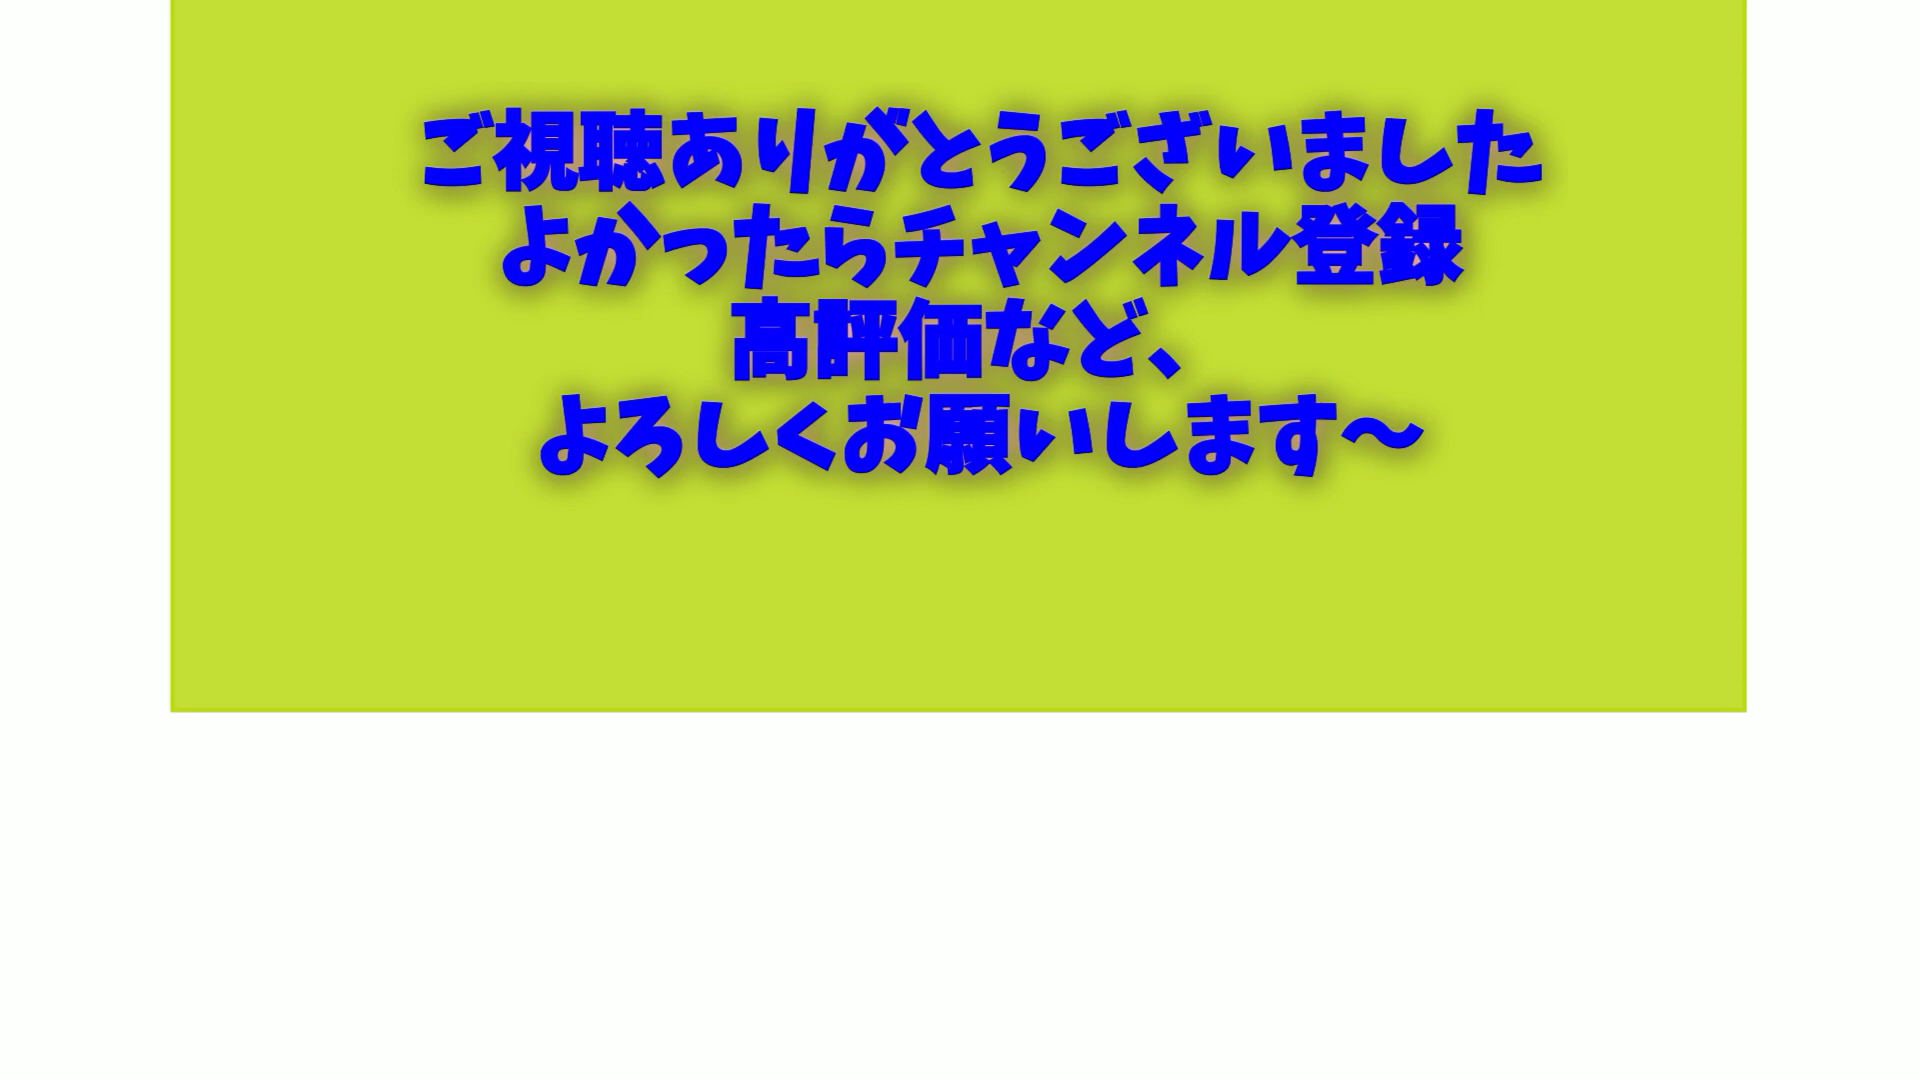 ご視聴ありがとうございました
よかったらチャンネル登録
高評価など、
よろしくお願いします〜